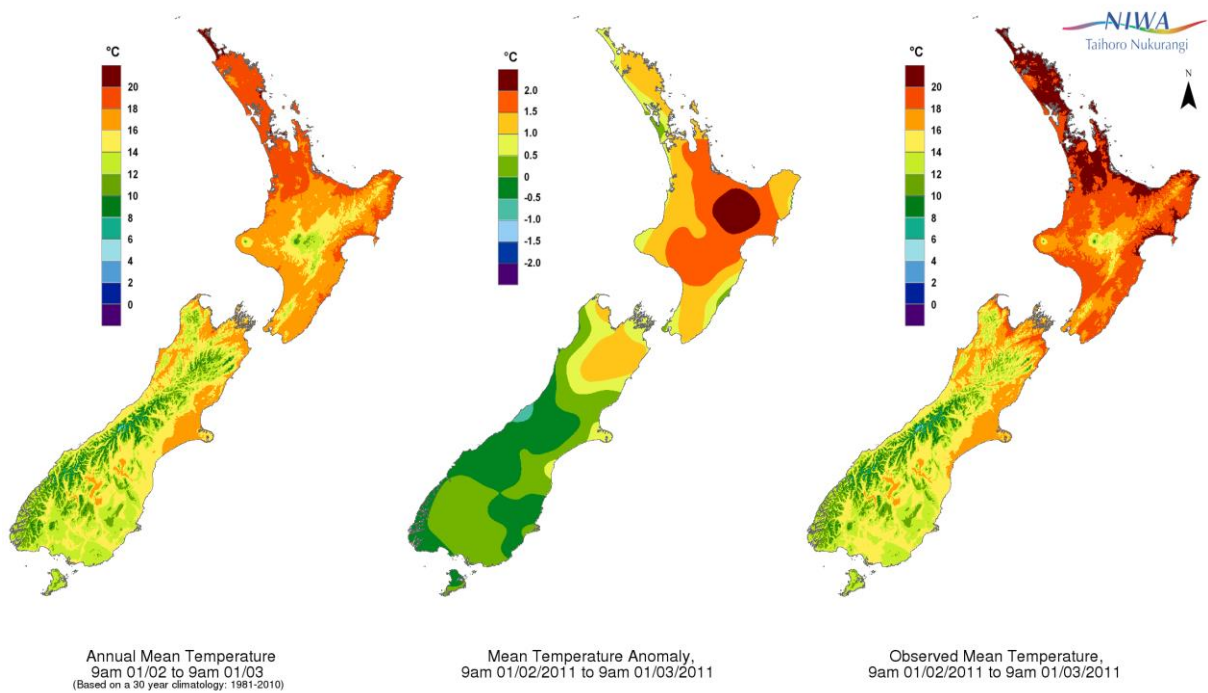 NIWA
Taihoro Nukurangi
N
°C
20
18
16
14
12
10
8
6
4
2
0
°C
2.0
1.5
1.0
0.5
0
-0.5
-1.0
-1.5
-2.0
°C
20
18
16
14
12
10
8
6
4
2
0
Annual Mean Temperature
9am 01/02 to 9am 01/03
(Based on a 30 year climatology: 1981-2010)
Mean Temperature Anomaly,
9am 01/02/2011 to 9am 01/03/2011
Observed Mean Temperature,
9am 01/02/2011 to 9am 01/03/2011